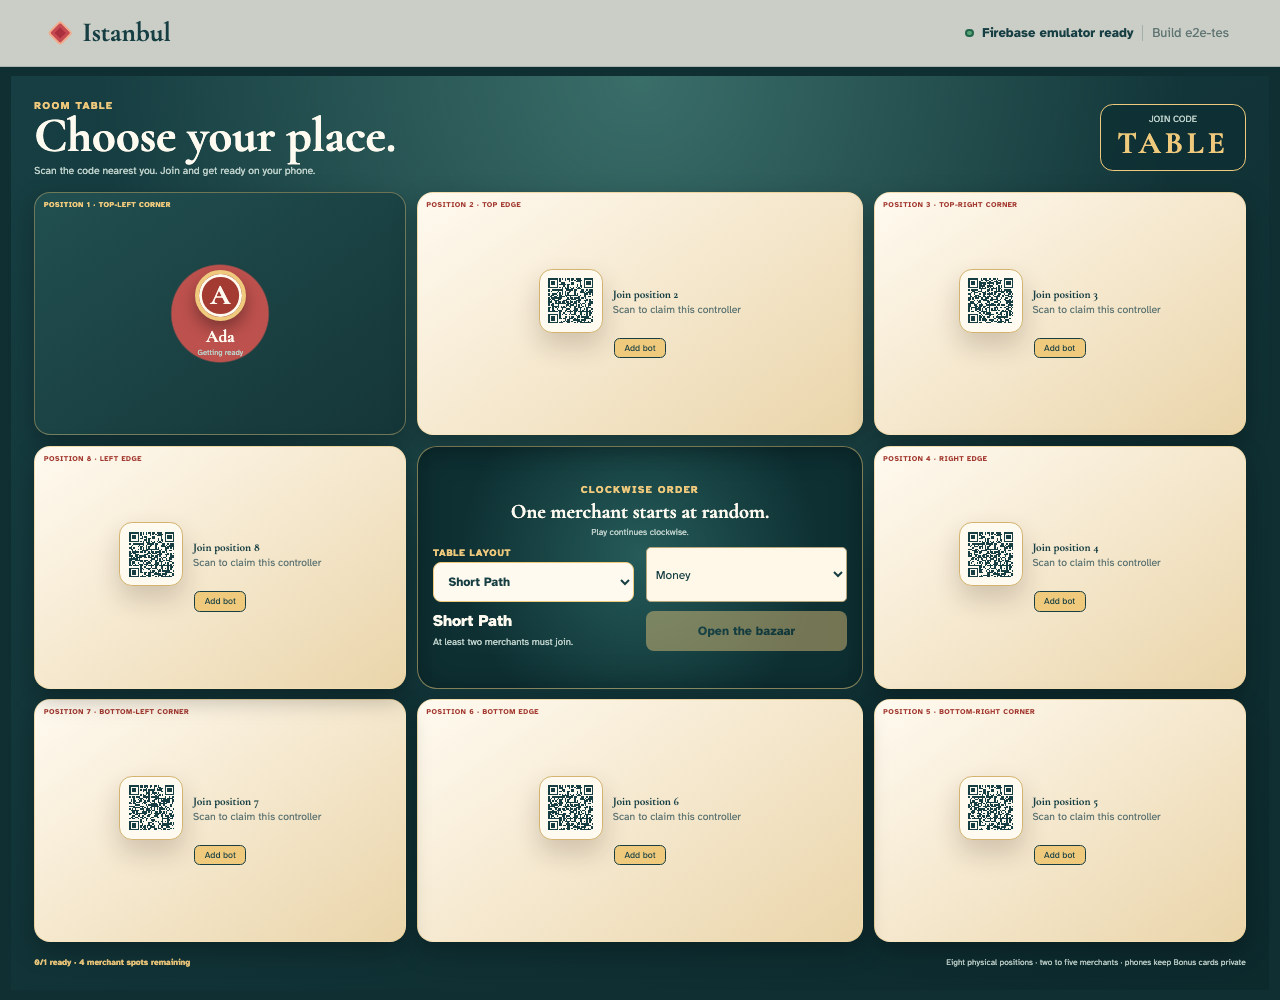 Istanbul
Firebase emulator ready
Build e2e-tes
ROOM TABLE
Choose your place.
Scan the code nearest you. Join and get ready on your phone.
JOIN CODE
TABLE
POSITION 1 · TOP-LEFT CORNER
A
Ada
Getting ready
POSITION 2 · TOP EDGE
Join position 2
Scan to claim this controller
Add bot
POSITION 3 · TOP-RIGHT CORNER
Join position 3
Scan to claim this controller
Add bot
POSITION 8 · LEFT EDGE
Join position 8
Scan to claim this controller
Add bot
CLOCKWISE ORDER
One merchant starts at random.
Play continues clockwise.
TABLE LAYOUT
Short Path
Money
Short Path
At least two merchants must join.
Open the bazaar
POSITION 4 · RIGHT EDGE
Join position 4
Scan to claim this controller
Add bot
POSITION 7 · BOTTOM-LEFT CORNER
Join position 7
Scan to claim this controller
Add bot
POSITION 6 · BOTTOM EDGE
Join position 6
Scan to claim this controller
Add bot
POSITION 5 · BOTTOM-RIGHT CORNER
Join position 5
Scan to claim this controller
Add bot
0/1 ready · 4 merchant spots remaining
Eight physical positions · two to five merchants · phones keep Bonus cards private